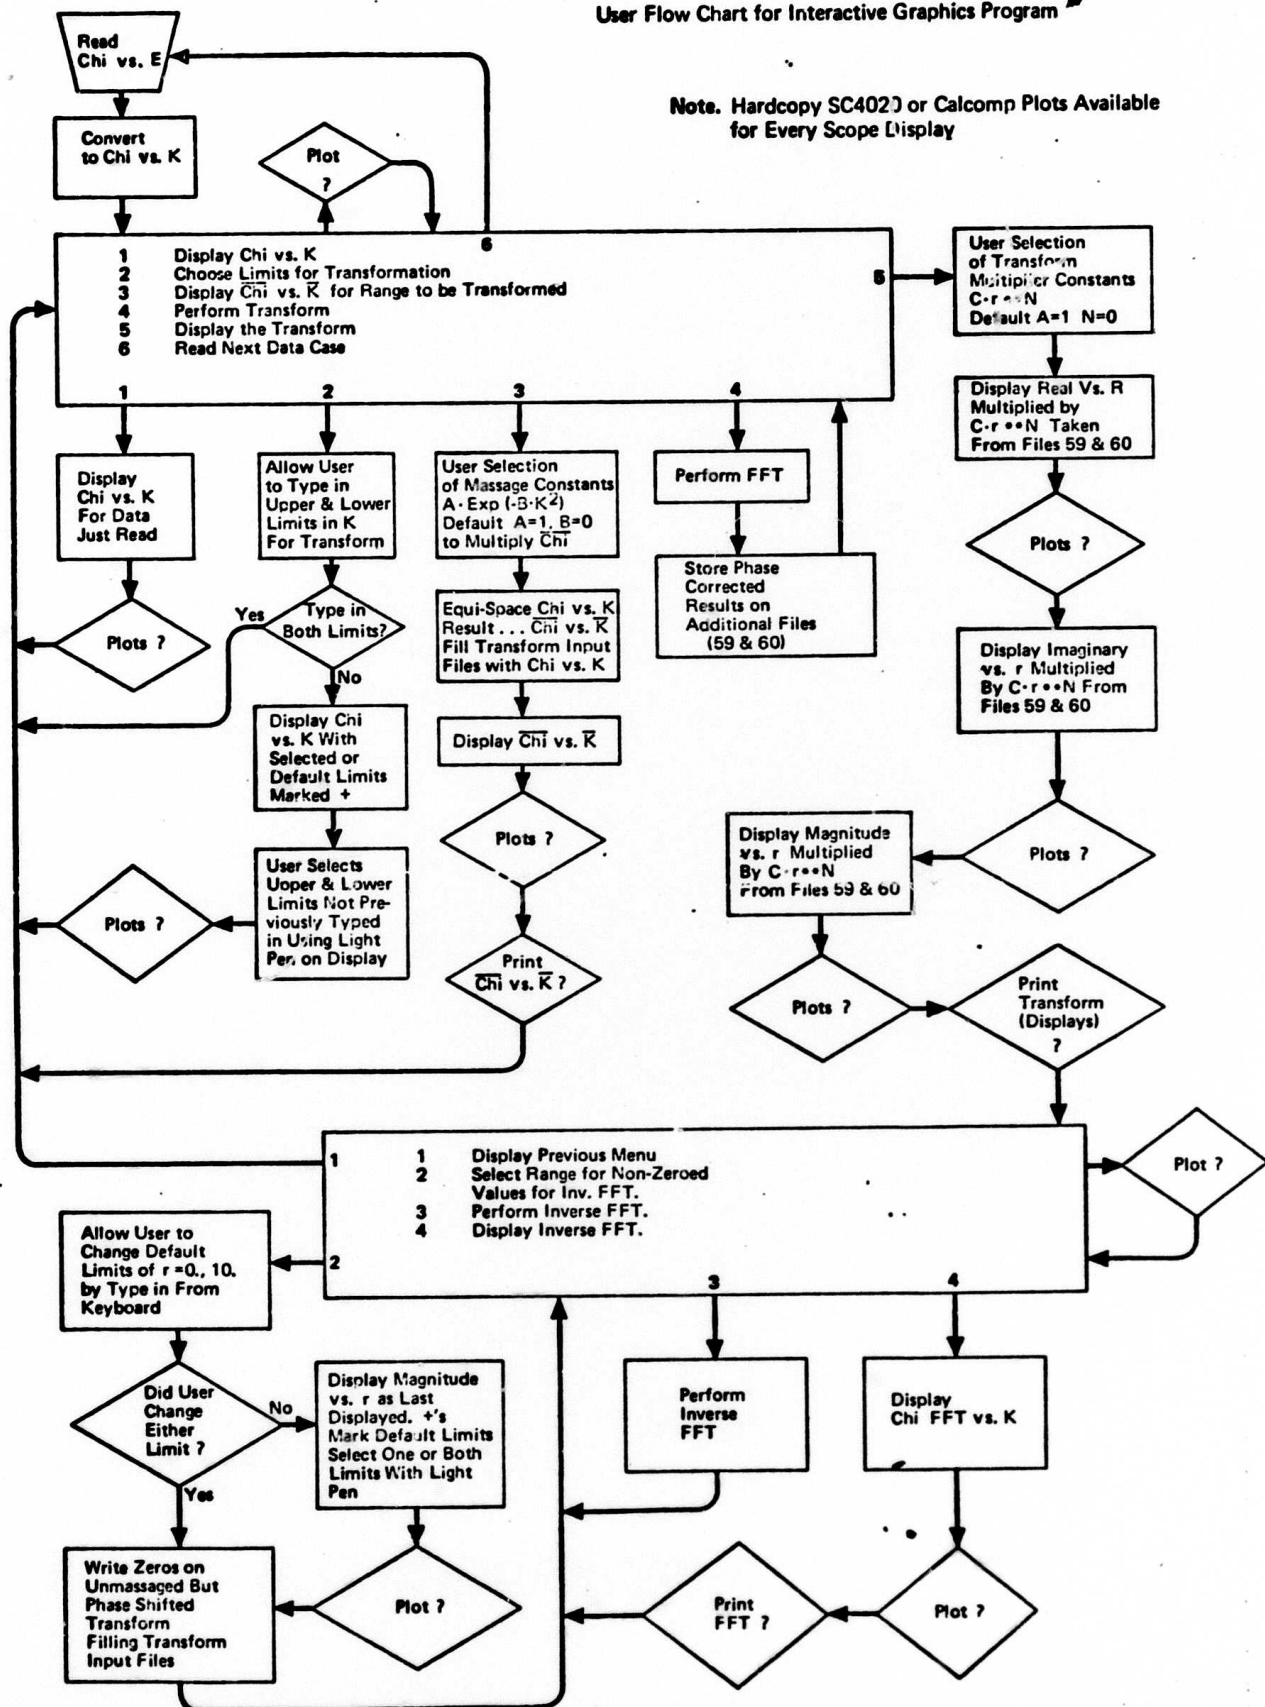 User Flow Chart for Interactive Graphics Program
Note. Hardcopy SC4020 or Calcomp Plots Available
for Every Scope Display
Read
Chi vs. E
Convert
to Chi vs. K
Plot
?
6
1 Display Chi vs. K
2 Choose Limits for Transformation
3 Display C̅h̅i̅ vs. K̅ for Range to be Transformed
4 Perform Transform
5 Display the Transform
6 Read Next Data Case
5
1
2
3
4
User Selection
of Transform
Multiplier Constants
C·r••N
Default A=1 N=0
Display Real Vs. R
Multiplied by
C·r••N Taken
From Files 59 & 60
Plots ?
Display Imaginary
vs. r Multiplied
By C·r••N From
Files 59 & 60
Plots ?
Display Magnitude
vs. r Multiplied
By C·r••N
From Files 59 & 60
Plots ?
Print
Transform
(Displays)
?
Display
Chi vs. K
For Data
Just Read
Plots ?
Allow User
to Type in
Upper & Lower
Limits in K
For Transform
Yes
Type in
Both Limits?
No
Display Chi
vs. K With
Selected or
Default Limits
Marked +
User Selects
Uoper & Lower
Limits Not Pre-
viously Typed
in Using Light
Pen on Display
Plots ?
User Selection
of Massage Constants
A·Exp (-B·K²)
Default A=1, B=0
to Multiply C̅h̅i̅
Equi-Space Chi vs. K
Result ... C̅h̅i̅ vs. K̅
Fill Transform Input
Files with Chi vs. K
Display C̅h̅i̅ vs. K̅
Plots ?
Print
C̅h̅i̅ vs. K̅ ?
Perform FFT
Store Phase
Corrected
Results on
Additional Files
(59 & 60)
1
1 Display Previous Menu
2 Select Range for Non-Zeroed
Values for Inv. FFT.
3 Perform Inverse FFT.
4 Display Inverse FFT.
2
3
4
Plot ?
Allow User to
Change Default
Limits of r =0., 10.
by Type in From
Keyboard
Did User
Change
Either
Limit ?
No
Yes
Display Magnitude
vs. r as Last
Displayed. +'s
Mark Default Limits
Select One or Both
Limits With Light
Pen
Plot ?
Write Zeros on
Unmassaged But
Phase Shifted
Transform
Filling Transform
Input Files
Perform
Inverse
FFT
Display
Chi FFT vs. K
Plot ?
Print
FFT ?